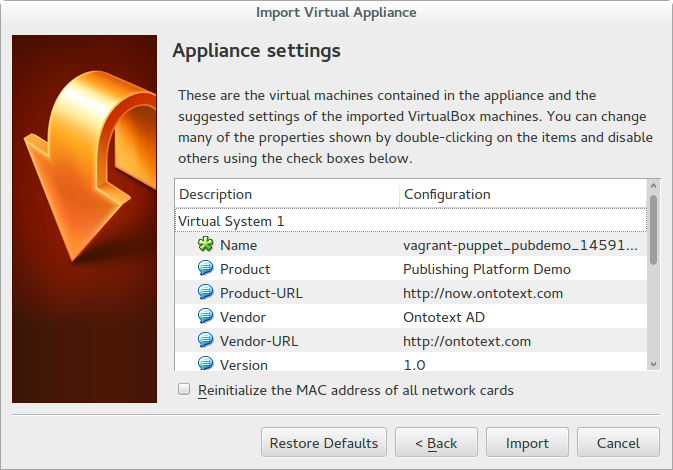 Import Virtual Appliance
Appliance settings
These are the virtual machines contained in the appliance and the
suggested settings of the imported VirtualBox machines. You can change
many of the properties shown by double-clicking on the items and disable
others using the check boxes below.
Description Configuration
Virtual System 1
Name vagrant-puppet_pubdemo_14591...
Product Publishing Platform Demo
Product-URL http://now.ontotext.com
Vendor Ontotext AD
Vendor-URL http://ontotext.com
Version 1.0
Reinitialize the MAC address of all network cards
Restore Defaults < Back Import Cancel